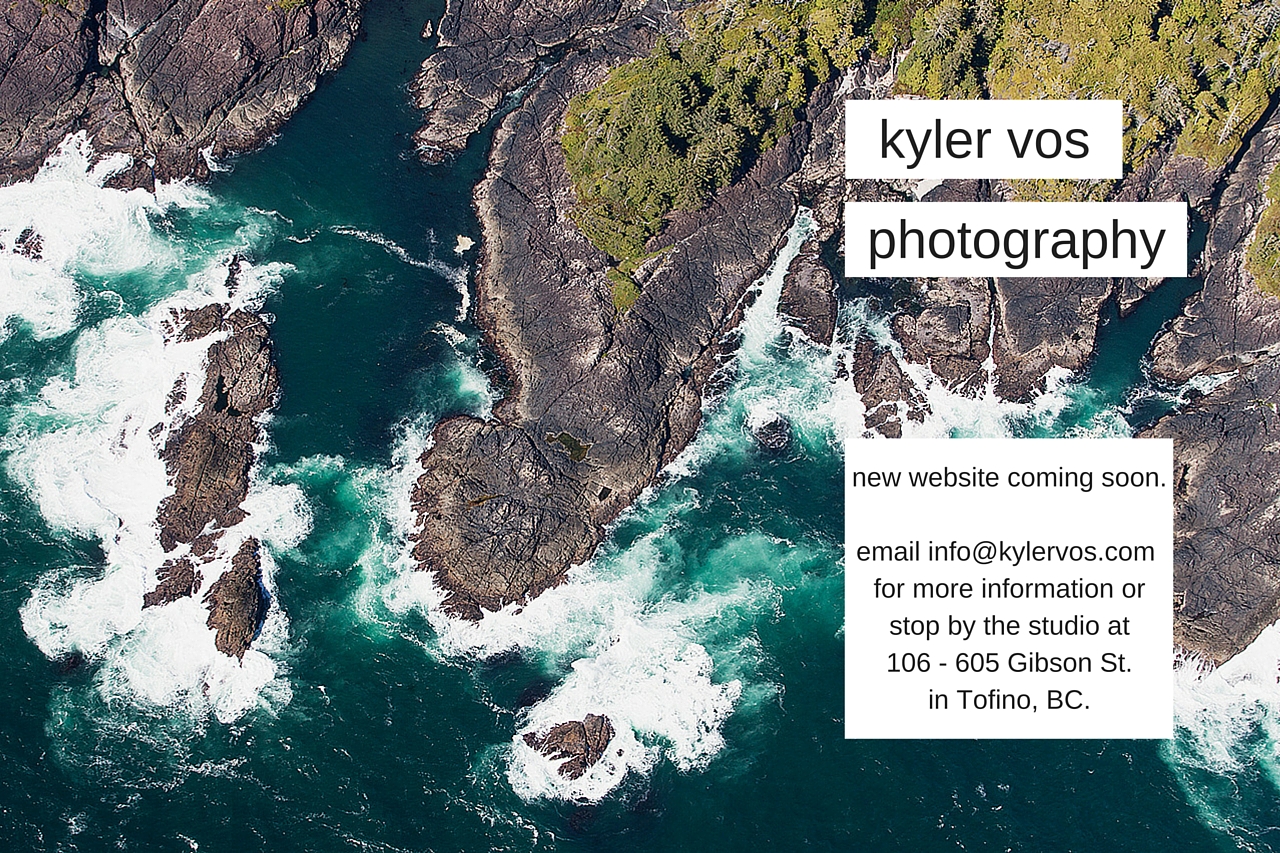 kyler vos
photography
new website coming soon.
email info@kylervos.com
for more information or
stop by the studio at
106 - 605 Gibson St.
in Tofino, BC.